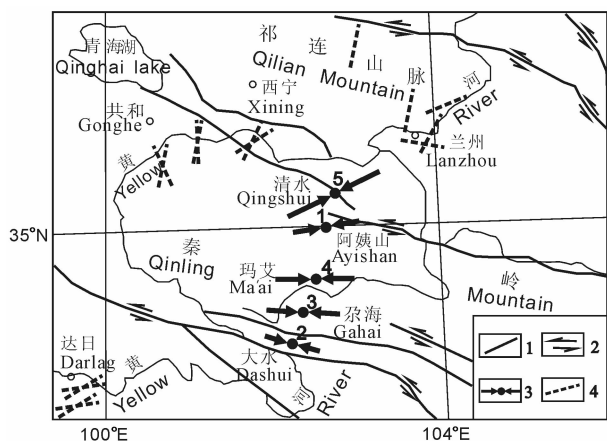 青海湖
Qinghai lake
祁连山脉
Qilian Mountain
西宁
Xining
共和
Gonghe
河
River
兰州
Lanzhou
黄
Yellow
清水
Qingshui
5
1
35°N
秦
Qinling
阿姨山
Ayishan
玛艾
Maai
4
岭
Mountain
3
尕海
Gahai
2
达日
Darlag
黄
Yellow
大水
Dashui
河
River
1
2
3
4
100°E
104°E